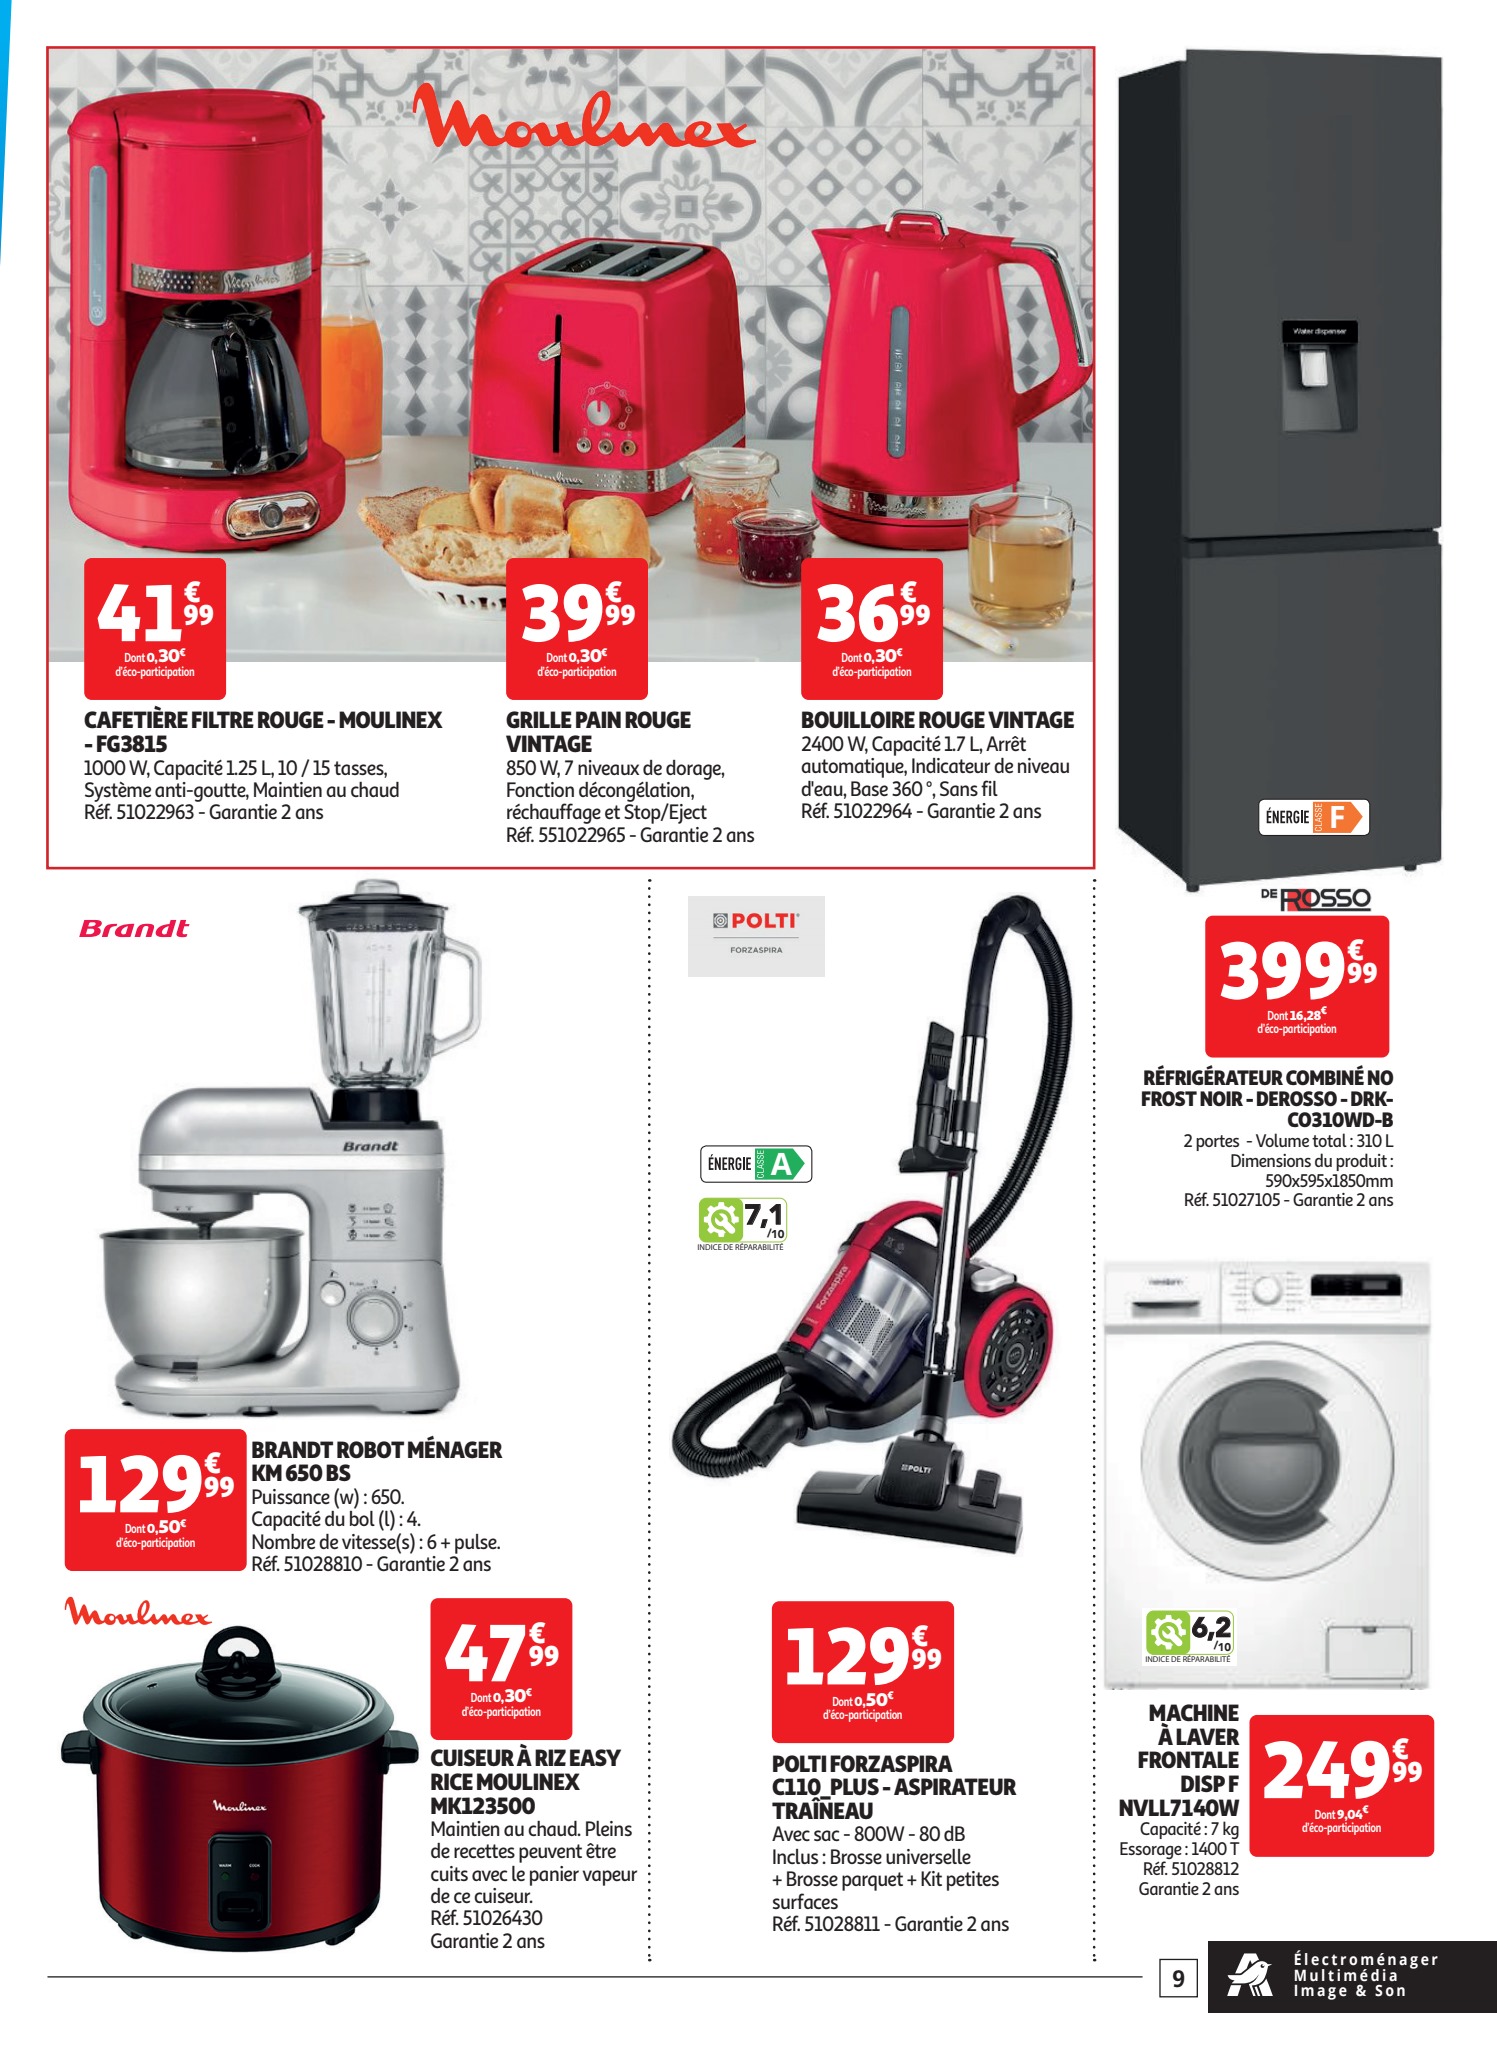 Moulinex
Moulinex
Moulinex
41€99
Dont 0,30€
d'éco-participation
CAFETIÈRE FILTRE ROUGE - MOULINEX
- FG3815
1000 W, Capacité 1.25 L, 10 / 15 tasses,
Système anti-goutte, Maintien au chaud
Réf. 51022963 - Garantie 2 ans
39€99
Dont 0,30€
d'éco-participation
GRILLE PAIN ROUGE
VINTAGE
850 W, 7 niveaux de dorage,
Fonction décongélation,
réchauffage et Stop/Eject
Réf. 551022965 - Garantie 2 ans
36€99
Dont 0,30€
d'éco-participation
BOUILLOIRE ROUGE VINTAGE
2400 W, Capacité 1.7 L, Arrêt
automatique, Indicateur de niveau
d'eau, Base 360 °, Sans fil
Réf. 51022964 - Garantie 2 ans
Water dispenser
ÉNERGIE CLASSE F
DE ROSSO
399€99
Dont 16,28€
d'éco-participation
RÉFRIGÉRATEUR COMBINÉ NO
FROST NOIR - DEROSSO - DRK-
CO310WD-B
2 portes - Volume total : 310 L
Dimensions du produit :
590x595x1850mm
Réf. 51027105 - Garantie 2 ans
Brandt
Brandt
129€99
Dont 0,50€
d'éco-participation
BRANDT ROBOT MÉNAGER
KM 650 BS
Puissance (w) : 650.
Capacité du bol (l) : 4.
Nombre de vitesse(s) : 6 + pulse.
Réf. 51028810 - Garantie 2 ans
Moulinex
Moulinex
WARM COOK
47€99
Dont 0,30€
d'éco-participation
CUISEUR À RIZ EASY
RICE MOULINEX
MK123500
Maintien au chaud. Pleins
de recettes peuvent être
cuits avec le panier vapeur
de ce cuiseur.
Réf. 51026430
Garantie 2 ans
POLTI
FORZASPIRA
ÉNERGIE CLASSE A
7,1/10
INDICE DE RÉPARABILITÉ
Forzaspira
POLTI
129€99
Dont 0,50€
d'éco-participation
POLTI FORZASPIRA
C110_PLUS - ASPIRATEUR
TRAÎNEAU
Avec sac - 800W - 80 dB
Inclus : Brosse universelle
+ Brosse parquet + Kit petites
surfaces
Réf. 51028811 - Garantie 2 ans
6,2/10
INDICE DE RÉPARABILITÉ
MACHINE
À LAVER
FRONTALE
DISP F
NVLL7140W
Capacité : 7 kg
Essorage : 1400 T
Réf. 51028812
Garantie 2 ans
249€99
Dont 9,04€
d'éco-participation
9
Électroménager
Multimédia
Image & Son